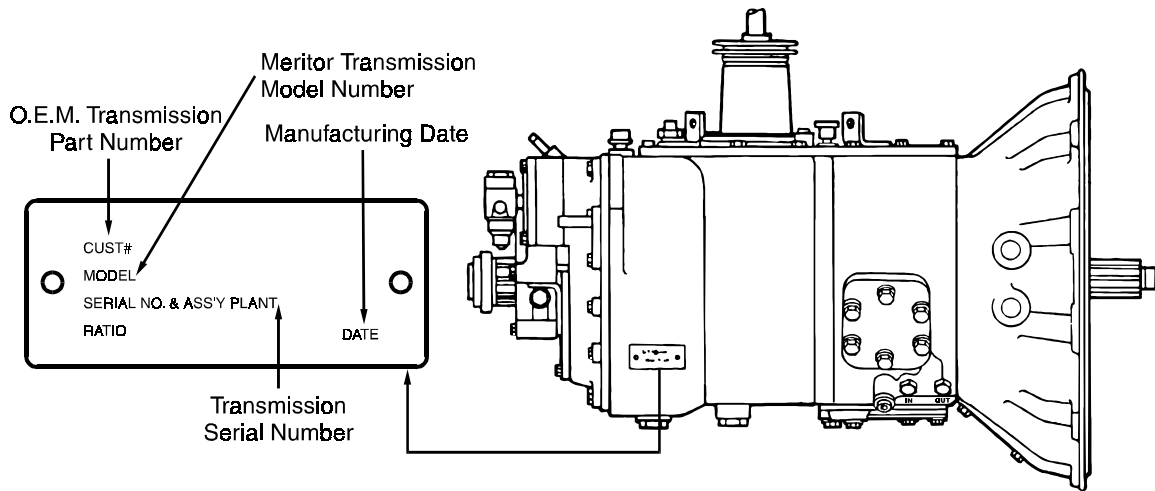 Meritor Transmission
Model Number
O.E.M. Transmission
Part Number
Manufacturing Date
CUST#
MODEL
SERIAL NO. & ASS'Y PLANT
RATIO
DATE
Transmission
Serial Number
IN OUT